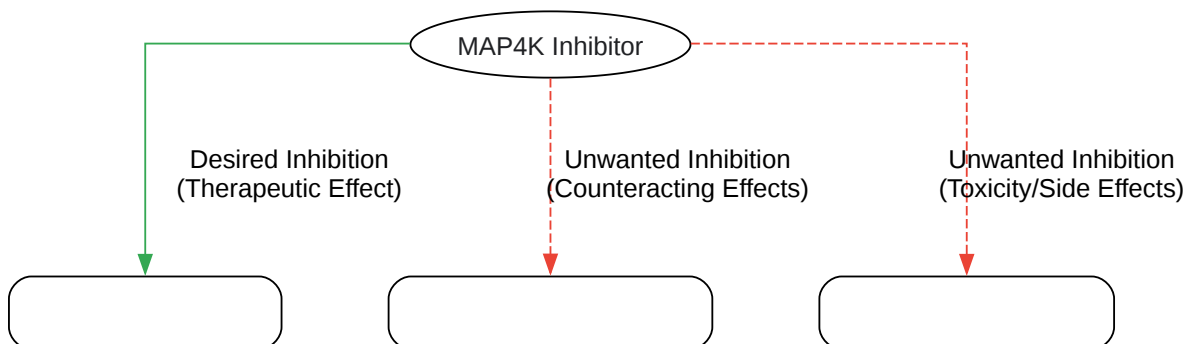 MAP4K Inhibitor
Desired Inhibition
(Therapeutic Effect)
Unwanted Inhibition
(Counteracting Effects)
Unwanted Inhibition
(Toxicity/Side Effects)